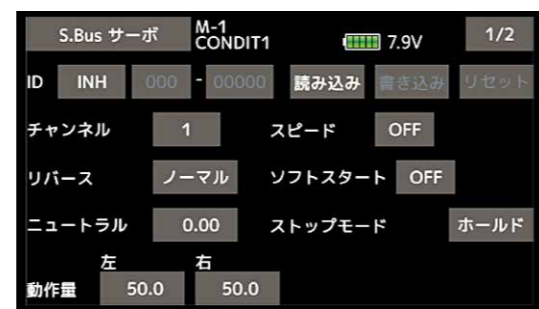 S.Bus サーボ M-1 CONDIT1 7.9V 1/2
ID INH 000 - 00000 読み込み 書き込み リセット
チャンネル 1 スピード OFF
リバース ノーマル ソフトスタート OFF
ニュートラル 0.00 ストップモード ホールド
左 右
動作量 50.0 50.0